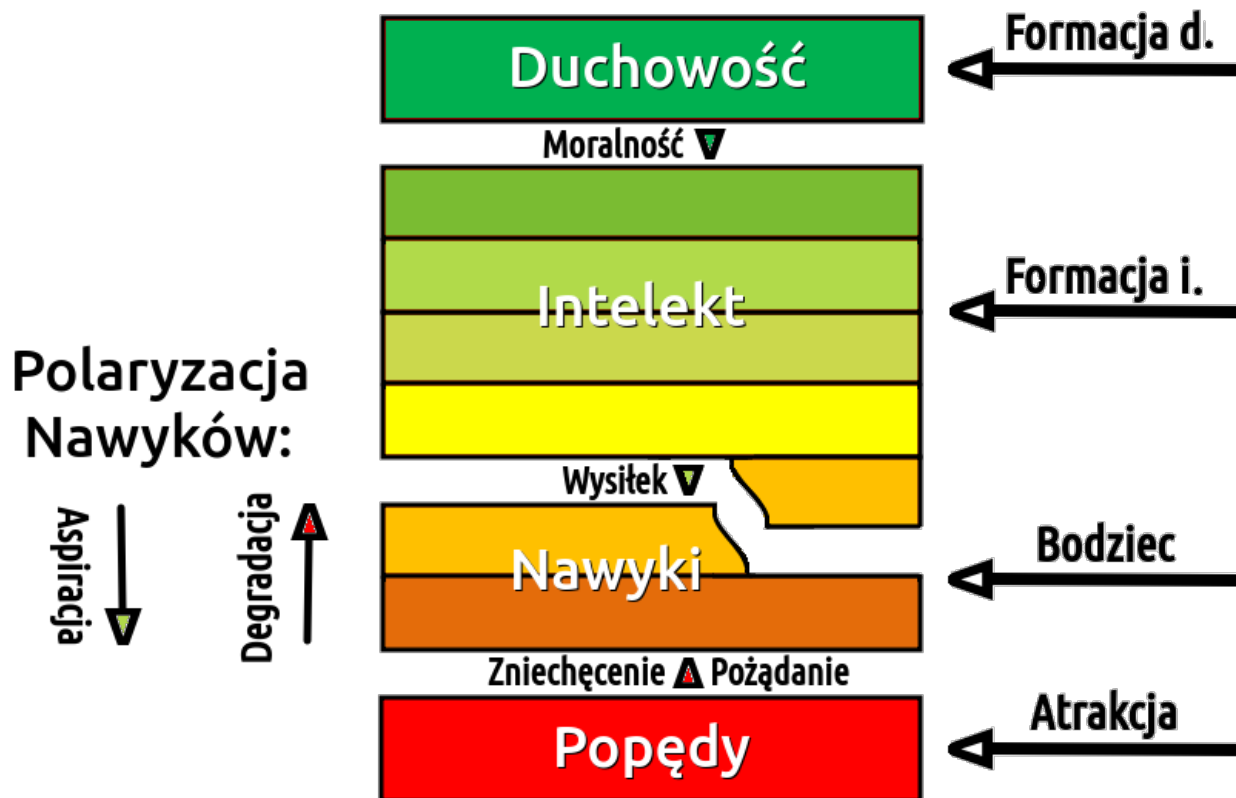 Duchowość
Formacja d.
Moralność
Intelekt
Formacja i.
Polaryzacja
Nawyków:
Aspiracja
Degradacja
Wysiłek
Nawyki
Bodziec
Zniechęcenie Pożądanie
Popędy
Atrakcja